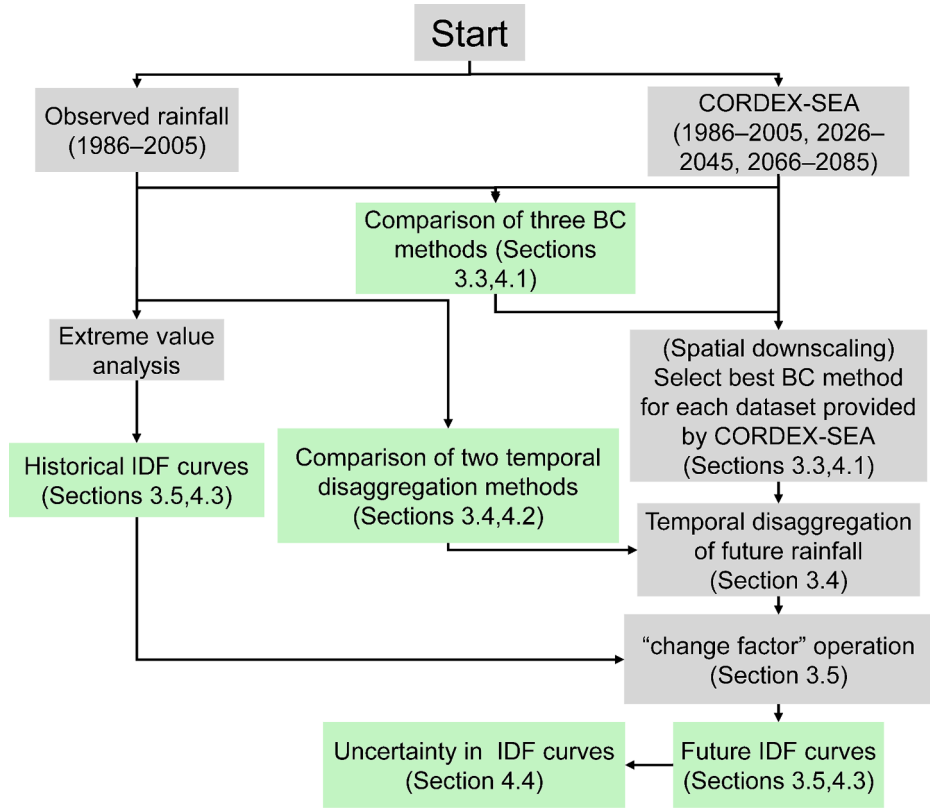 Start
Observed rainfall
(1986–2005)
CORDEX-SEA
(1986–2005, 2026–
2045, 2066–2085)
Comparison of three BC
methods (Sections
3.3,4.1)
Extreme value
analysis
(Spatial downscaling)
Select best BC method
for each dataset provided
by CORDEX-SEA
(Sections 3.3,4.1)
Historical IDF curves
(Sections 3.5,4.3)
Comparison of two temporal
disaggregation methods
(Sections 3.4,4.2)
Temporal disaggregation
of future rainfall
(Section 3.4)
“change factor” operation
(Section 3.5)
Uncertainty in  IDF curves
(Section 4.4)
Future IDF curves
(Sections 3.5,4.3)